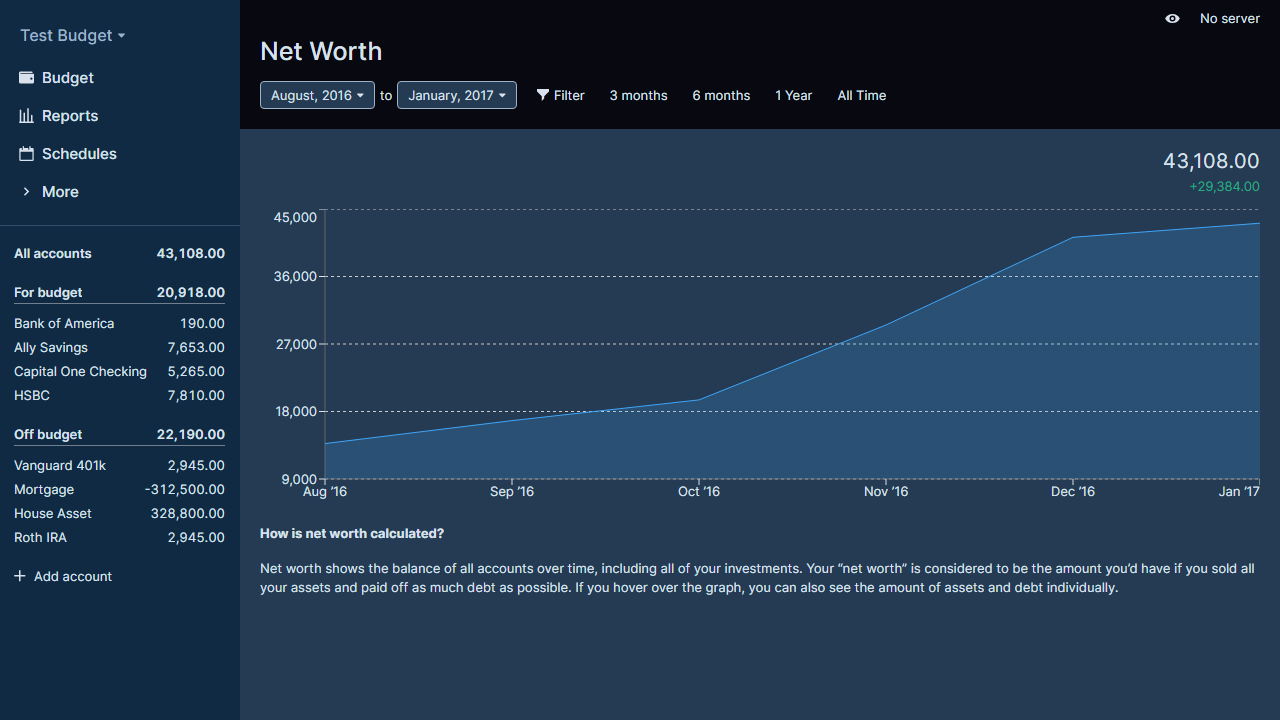 Test Budget
Budget
Reports
Schedules
More
All accounts 43,108.00
For budget 20,918.00
Bank of America 190.00
Ally Savings 7,653.00
Capital One Checking 5,265.00
HSBC 7,810.00
Off budget 22,190.00
Vanguard 401k 2,945.00
Mortgage -312,500.00
House Asset 328,800.00
Roth IRA 2,945.00
Add account
No server
Net Worth
August, 2016 to January, 2017 Filter 3 months 6 months 1 Year All Time
43,108.00
+29,384.00
45,000
36,000
27,000
18,000
9,000
Aug ’16 Sep ’16 Oct ’16 Nov ’16 Dec ’16 Jan ’17
How is net worth calculated?
Net worth shows the balance of all accounts over time, including all of your investments. Your “net worth” is considered to be the amount you’d have if you sold all
your assets and paid off as much debt as possible. If you hover over the graph, you can also see the amount of assets and debt individually.